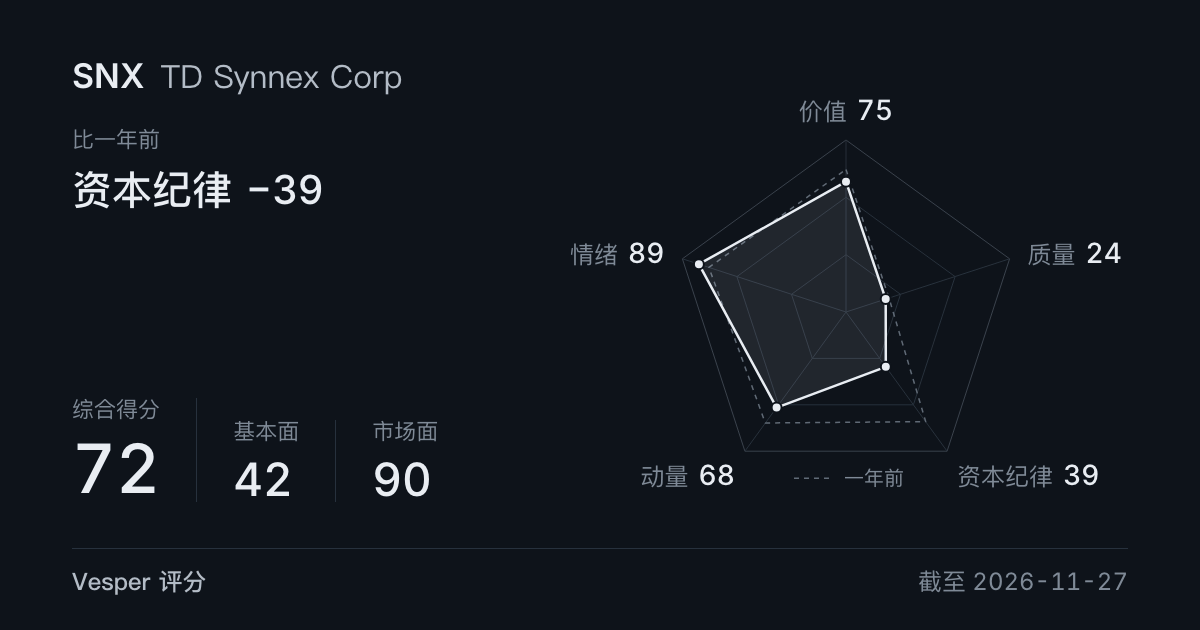 SNX TD Synnex Corp
比一年前
资本纪律 −39
价值 75
情绪 89
质量 24
综合得分
72
基本面
42
市场面
90
动量 68
一年前
资本纪律 39
Vesper 评分
截至 2026-11-27